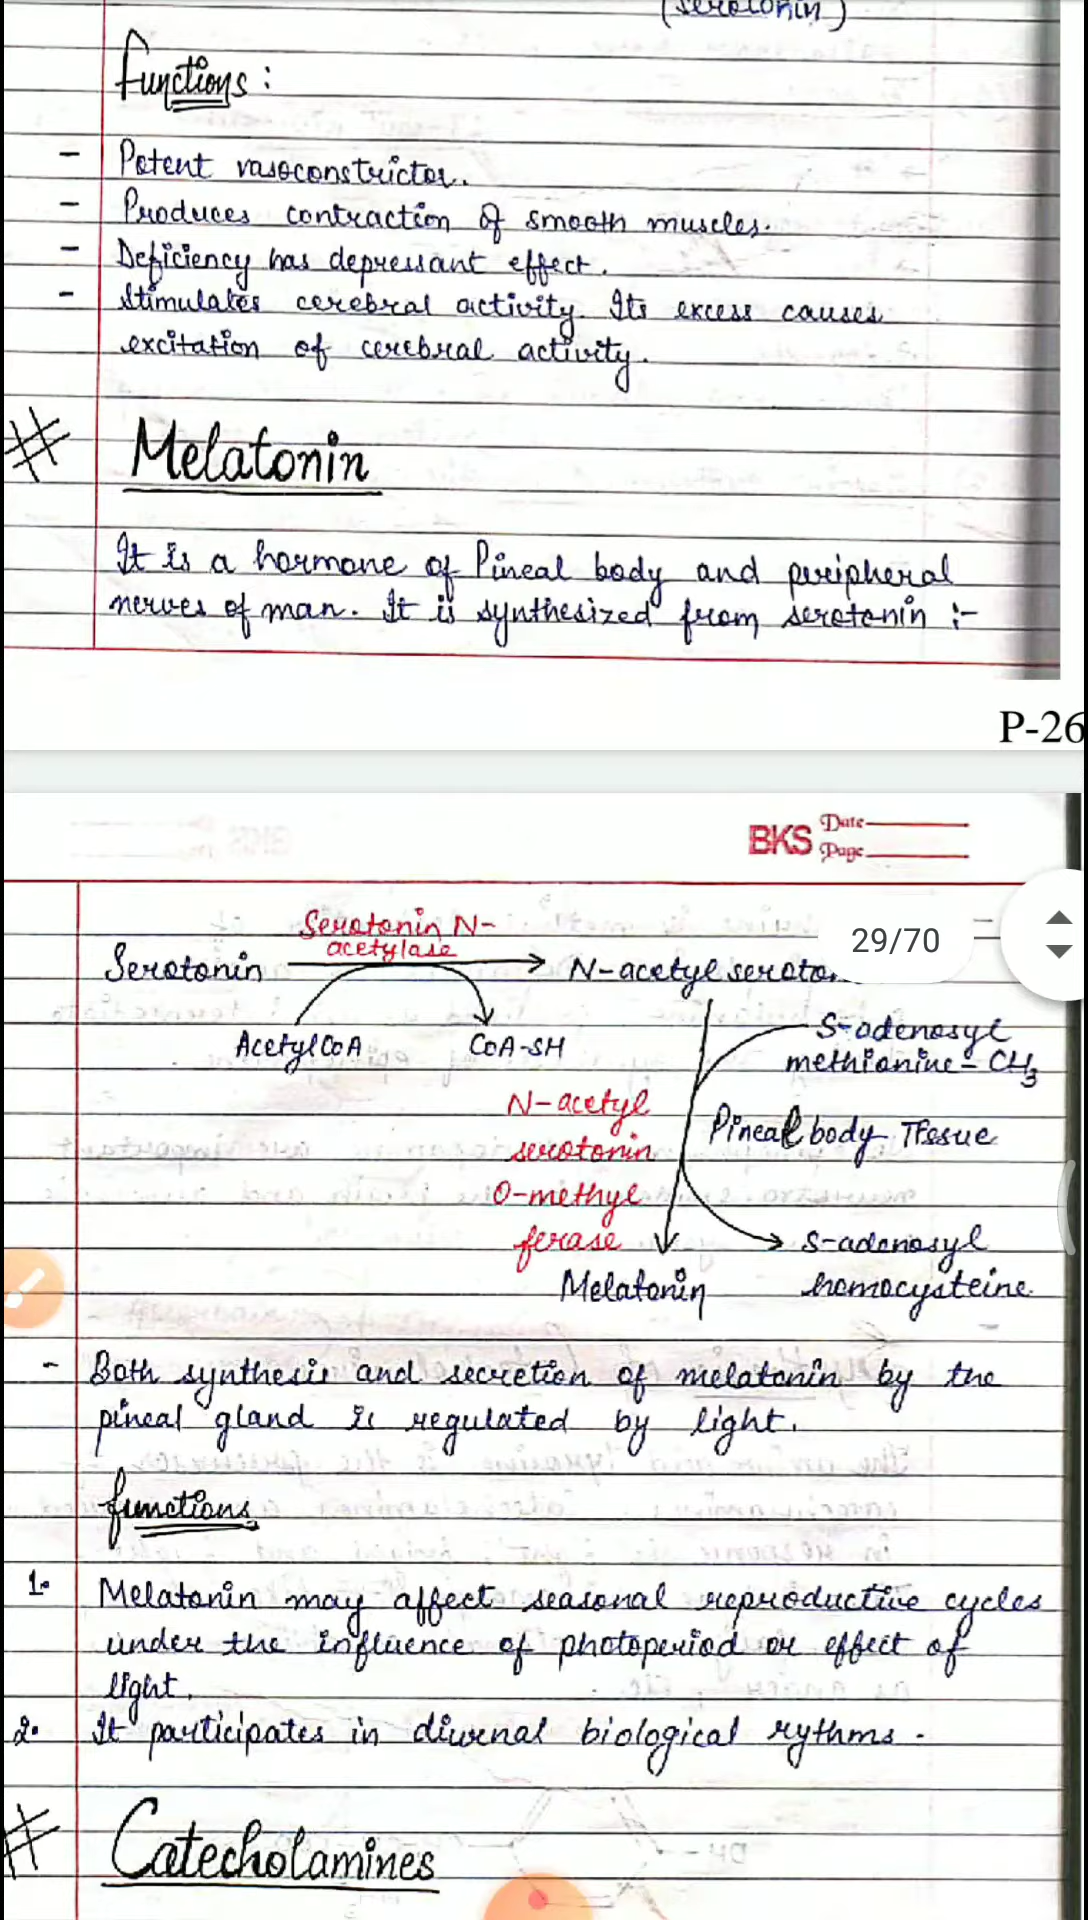 (serotonin)
Functions :
- Potent vasoconstrictor.
- Produces contraction of smooth muscles.
- Deficiency has depressant effect.
- Stimulates cerebral activity. Its excess causes
excitation of cerebral activity.
# Melatonin
It is a hormone of Pineal body and peripheral
nerves of man. It is synthesized from serotonin :-
P-26
BKS Date
Page
29/70
Serotonin N-
acetylase
Serotonin → N-acetyl seroto
AcetylCoA CoA-SH
S-adenosyl
methionine-CH3
N-acetyl
serotonin
O-methyl
ferase
Pineal body Tissue
S-adenosyl
homocysteine
Melatonin
- Both synthesis and secretion of melatonin by the
pineal gland is regulated by light.
functions
1. Melatonin may affect seasonal reproductive cycles
under the influence of photoperiod or effect of
light.
2. It participates in diurnal biological rythms.
# Catecholamines